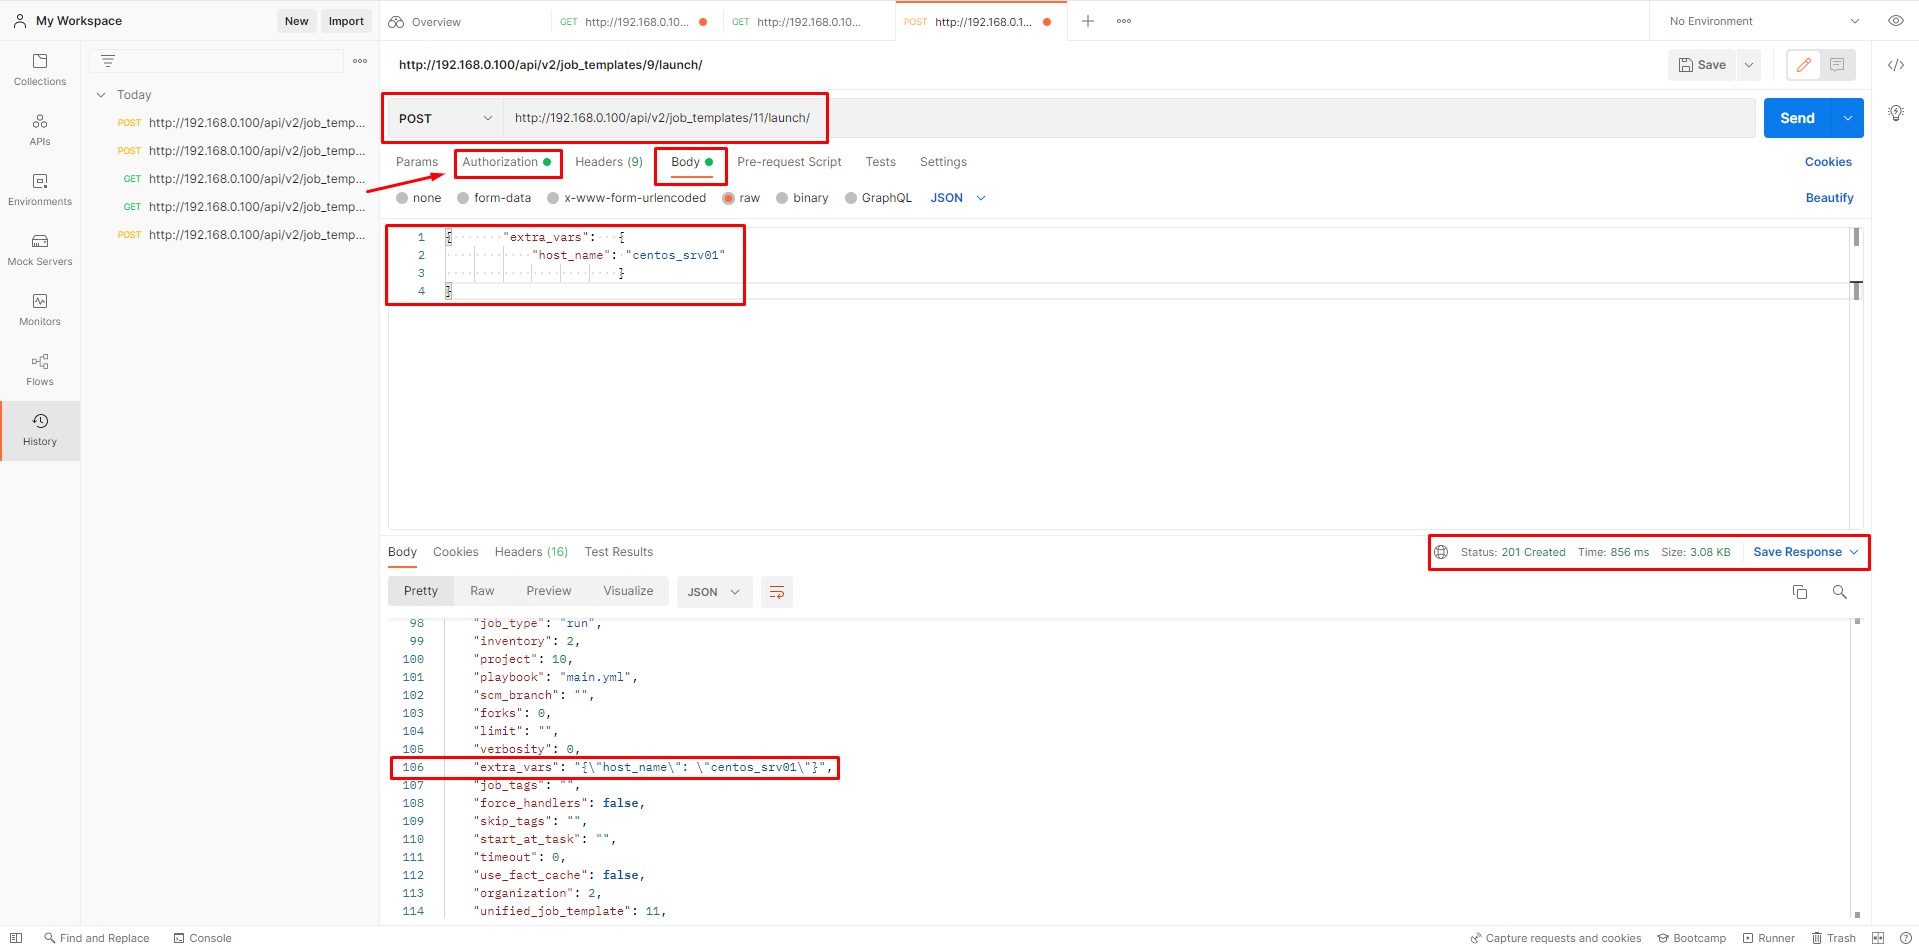 My Workspace
New
Import
Overview
GET http://192.168.0.10...
GET http://192.168.0.10...
POST http://192.168.0.1...
No Environment
Collections
APIs
Environments
Mock Servers
Monitors
Flows
History
Today
POST http://192.168.0.100/api/v2/job_temp...
POST http://192.168.0.100/api/v2/job_temp...
GET http://192.168.0.100/api/v2/job_temp...
GET http://192.168.0.100/api/v2/job_temp...
POST http://192.168.0.100/api/v2/job_temp...
http://192.168.0.100/api/v2/job_templates/9/launch/
Save
POST
http://192.168.0.100/api/v2/job_templates/11/launch/
Send
Params
Authorization
Headers (9)
Body
Pre-request Script
Tests
Settings
Cookies
none
form-data
x-www-form-urlencoded
raw
binary
GraphQL
JSON
Beautify
1 { "extra_vars": {
2 "host_name": "centos_srv01"
3 }
4 }
Body
Cookies
Headers (16)
Test Results
Status: 201 Created
Time: 856 ms
Size: 3.08 KB
Save Response
Pretty
Raw
Preview
Visualize
JSON
98 "job_type": "run",
99 "inventory": 2,
100 "project": 10,
101 "playbook": "main.yml",
102 "scm_branch": "",
103 "forks": 0,
104 "limit": "",
105 "verbosity": 0,
106 "extra_vars": "{\"host_name\": \"centos_srv01\"}",
107 "job_tags": "",
108 "force_handlers": false,
109 "skip_tags": "",
110 "start_at_task": "",
111 "timeout": 0,
112 "use_fact_cache": false,
113 "organization": 2,
114 "unified_job_template": 11,
Find and Replace
Console
Capture requests and cookies
Bootcamp
Runner
Trash